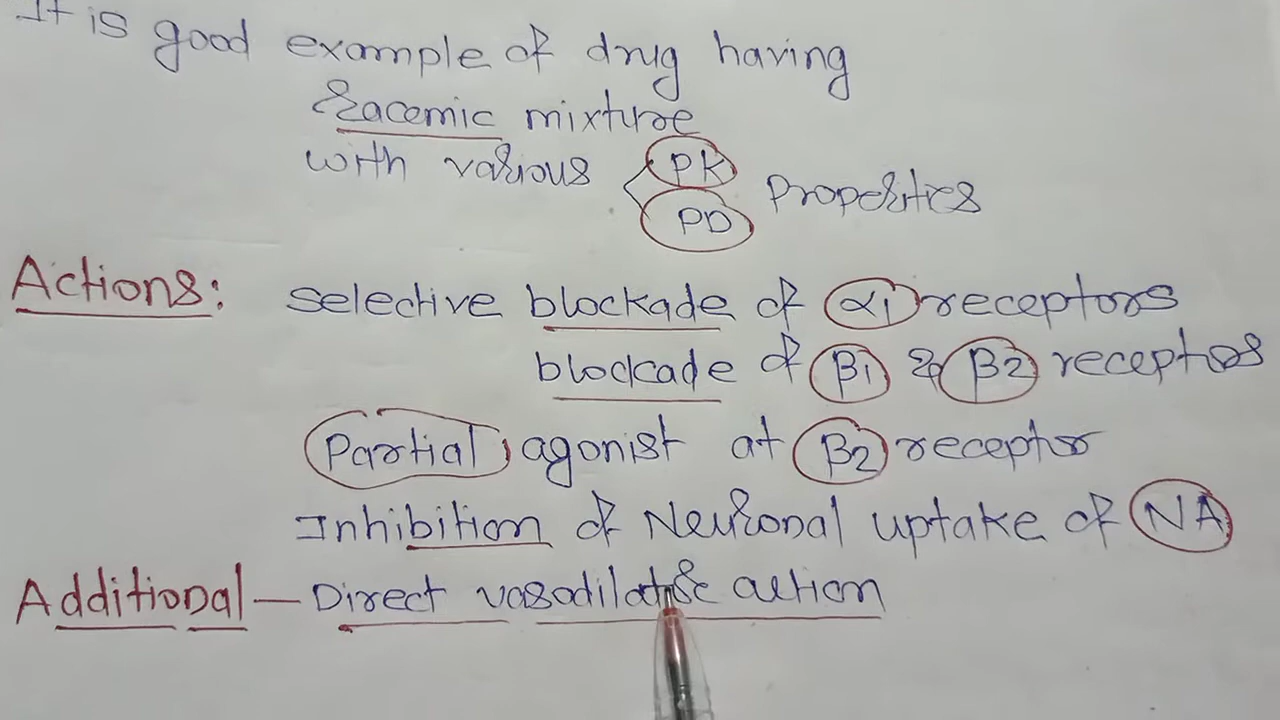 It is good example of drug having
racemic mixture
with various PK
PD Properties
Actions: Selective blockade of α1 receptors
blockade of β1 & β2 receptors
Partial agonist at β2 receptor
Inhibition of Neuronal uptake of NA
Additional — Direct vasodilator action